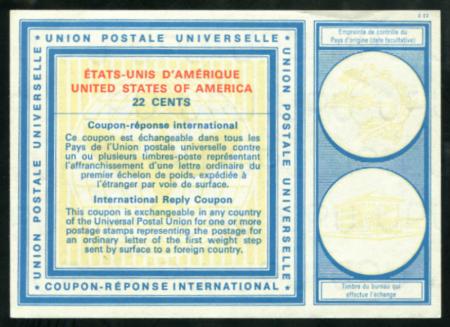 C 22
Empreinte de contrôle du
Pays d'origine (date facultative)
★ UNION POSTALE UNIVERSELLE ★
UNION POSTALE UNIVERSELLE
UNION POSTALE UNIVERSELLE
ÉTATS-UNIS D'AMÉRIQUE
UNITED STATES OF AMERICA
22 CENTS
Coupon-réponse international
Ce coupon est échangeable dans tous les
Pays de l'Union postale universelle contre
un ou plusieurs timbres-poste représentant
l'affranchissement d'une lettre ordinaire du
premier échelon de poids, expédiée à
l'étranger par voie de surface.
International Reply Coupon
This coupon is exchangeable in any country
of the Universal Postal Union for one or more
postage stamps representing the postage for
an ordinary letter of the first weight step
sent by surface to a foreign country.
★ COUPON-RÉPONSE INTERNATIONAL ★
Timbre du bureau qui
effectue l'échange